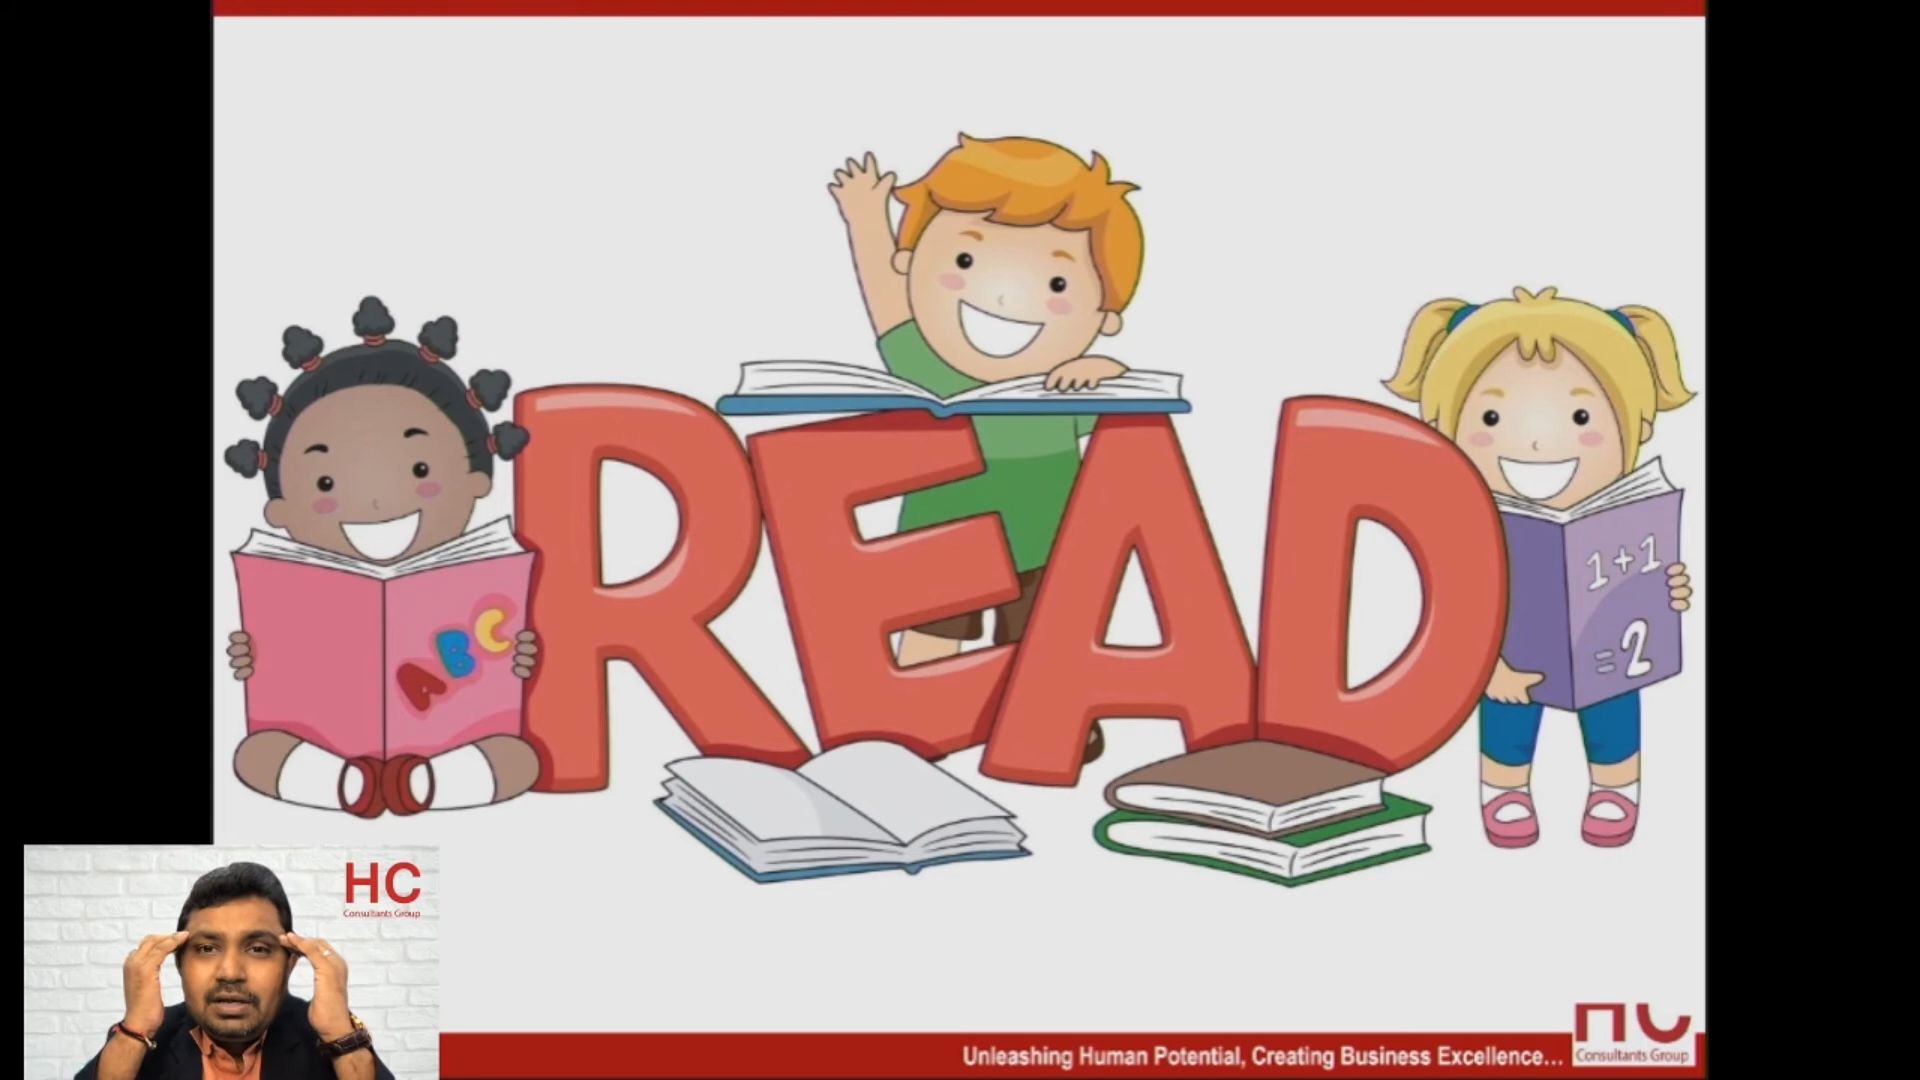 READ
ABC
1+1
=2
HC
Consultants Group
Unleashing Human Potential, Creating Business Excellence...
HC
Consultants Group